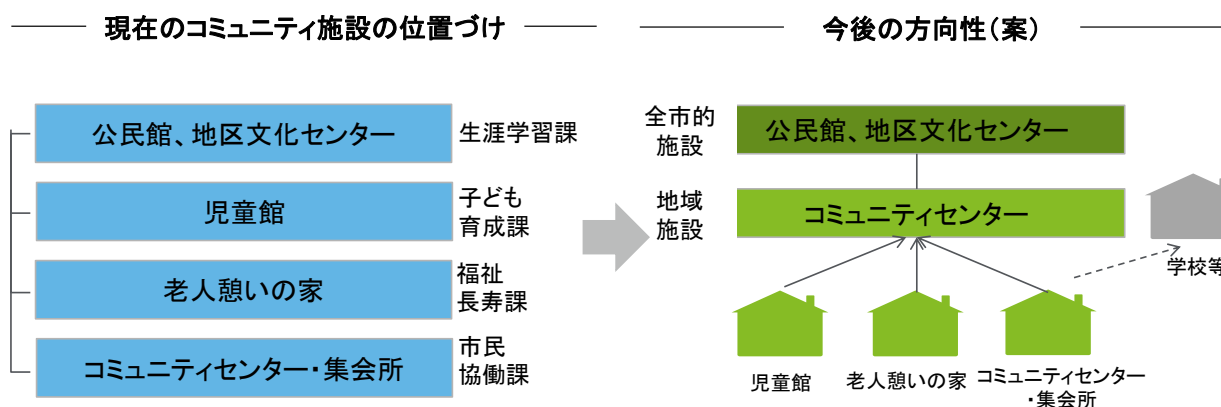 現在のコミュニティ施設の位置づけ
公民館、地区文化センター
生涯学習課
児童館
子ども
育成課
老人憩いの家
福祉
長寿課
コミュニティセンター・集会所
市民
協働課
今後の方向性(案)
全市的
施設
公民館、地区文化センター
地域
施設
コミュニティセンター
学校等
児童館
老人憩いの家
コミュニティセンター
・集会所